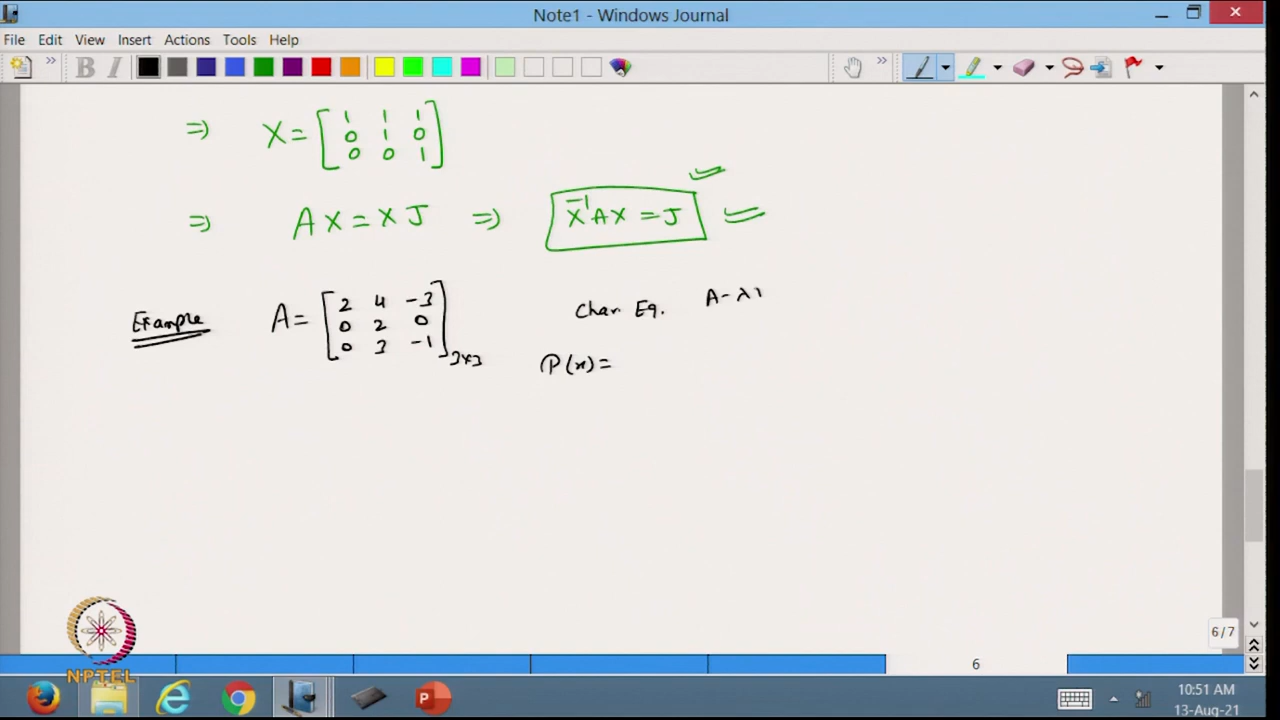 Note1 - Windows Journal
File Edit View Insert Actions Tools Help
⇒ X = [ 1 1 1
0 1 0
0 0 1 ]
⇒ AX = XJ ⇒ X⁻¹AX = J
Example A = [ 2 4 -3
0 2 0
0 3 -1 ]3x3
Char Eq. A-λI
P(x) =
6 / 7
6
NPTEL
10:51 AM
13-Aug-21